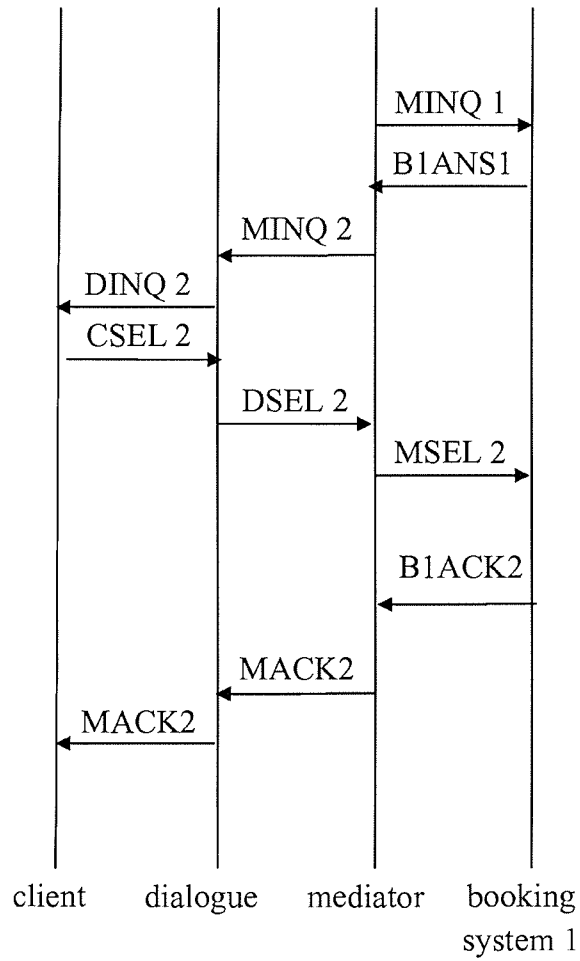 MINQ 1
B1ANS1
MINQ 2
DINQ 2
CSEL 2
DSEL 2
MSEL 2
B1ACK2
MACK2
MACK2
client
dialogue
mediator
booking
system 1